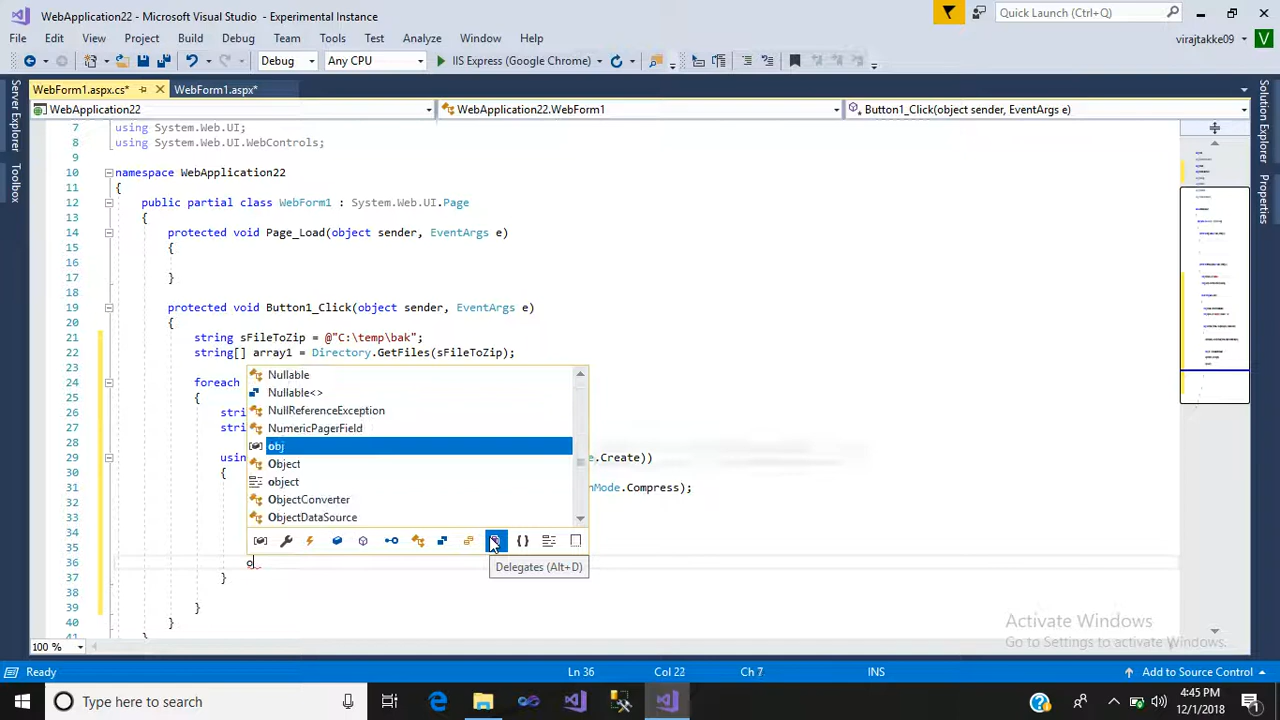 WebApplication22 - Microsoft Visual Studio - Experimental Instance
Quick Launch (Ctrl+Q)
File Edit View Project Build Debug Team Tools Test Analyze Window Help
virajtakke09 V
Debug Any CPU IIS Express (Google Chrome)
WebForm1.aspx.cs* WebForm1.aspx*
WebApplication22 WebApplication22.WebForm1 Button1_Click(object sender, EventArgs e)
Server Explorer
Toolbox
Solution Explorer
Properties
7 using System.Web.UI;
8 using System.Web.UI.WebControls;
9
10 namespace WebApplication22
11 {
12 public partial class WebForm1 : System.Web.UI.Page
13 {
14 protected void Page_Load(object sender, EventArgs e)
15 {
16
17 }
18
19 protected void Button1_Click(object sender, EventArgs e)
20 {
21 string sFileToZip = @"C:\temp\bak";
22 string[] array1 = Directory.GetFiles(sFileToZip);
23
24 foreach
25 {
26 stri
27 stri
28
29 usin e.Create))
30 {
31 nMode.Compress);
32
33
34
35
36 o
37 }
38
39 }
40 }
41 }
Nullable
Nullable<>
NullReferenceException
NumericPagerField
obj
Object
object
ObjectConverter
ObjectDataSource
Delegates (Alt+D)
100 %
Activate Windows
Go to Settings to activate Windows.
Ready Ln 36 Col 22 Ch 7 INS Add to Source Control
Type here to search
4:45 PM
12/1/2018